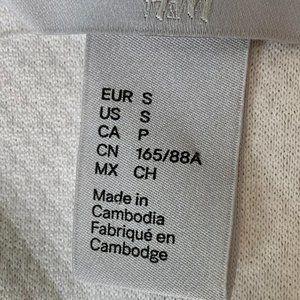 H&M
EUR S
US S
CA P
CN 165/88A
MX CH
Made in
Cambodia
Fabriqué en
Cambodge